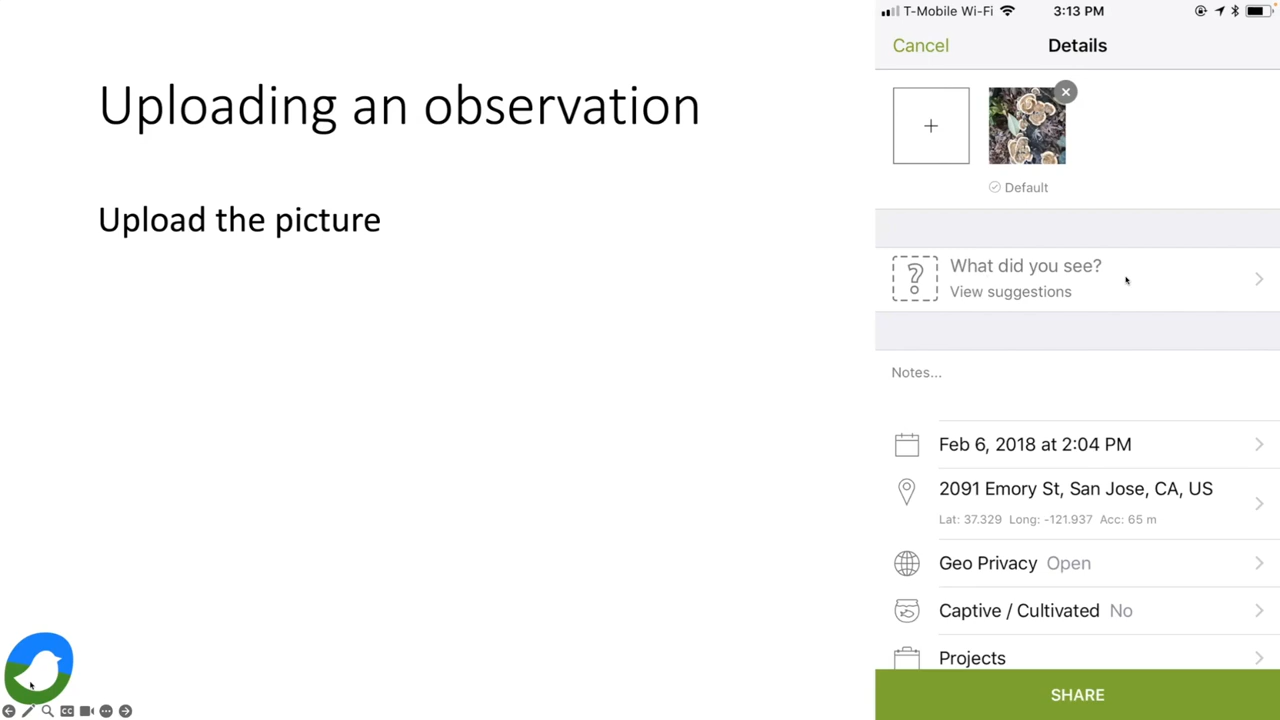 T-Mobile Wi-Fi 3:13 PM
Cancel Details
Uploading an observation
+
Default
Upload the picture
?
What did you see?
View suggestions
Notes...
Feb 6, 2018 at 2:04 PM
2091 Emory St, San Jose, CA, US
Lat: 37.329 Long: -121.937 Acc: 65 m
Geo Privacy Open
Captive / Cultivated No
Projects
SHARE
CC